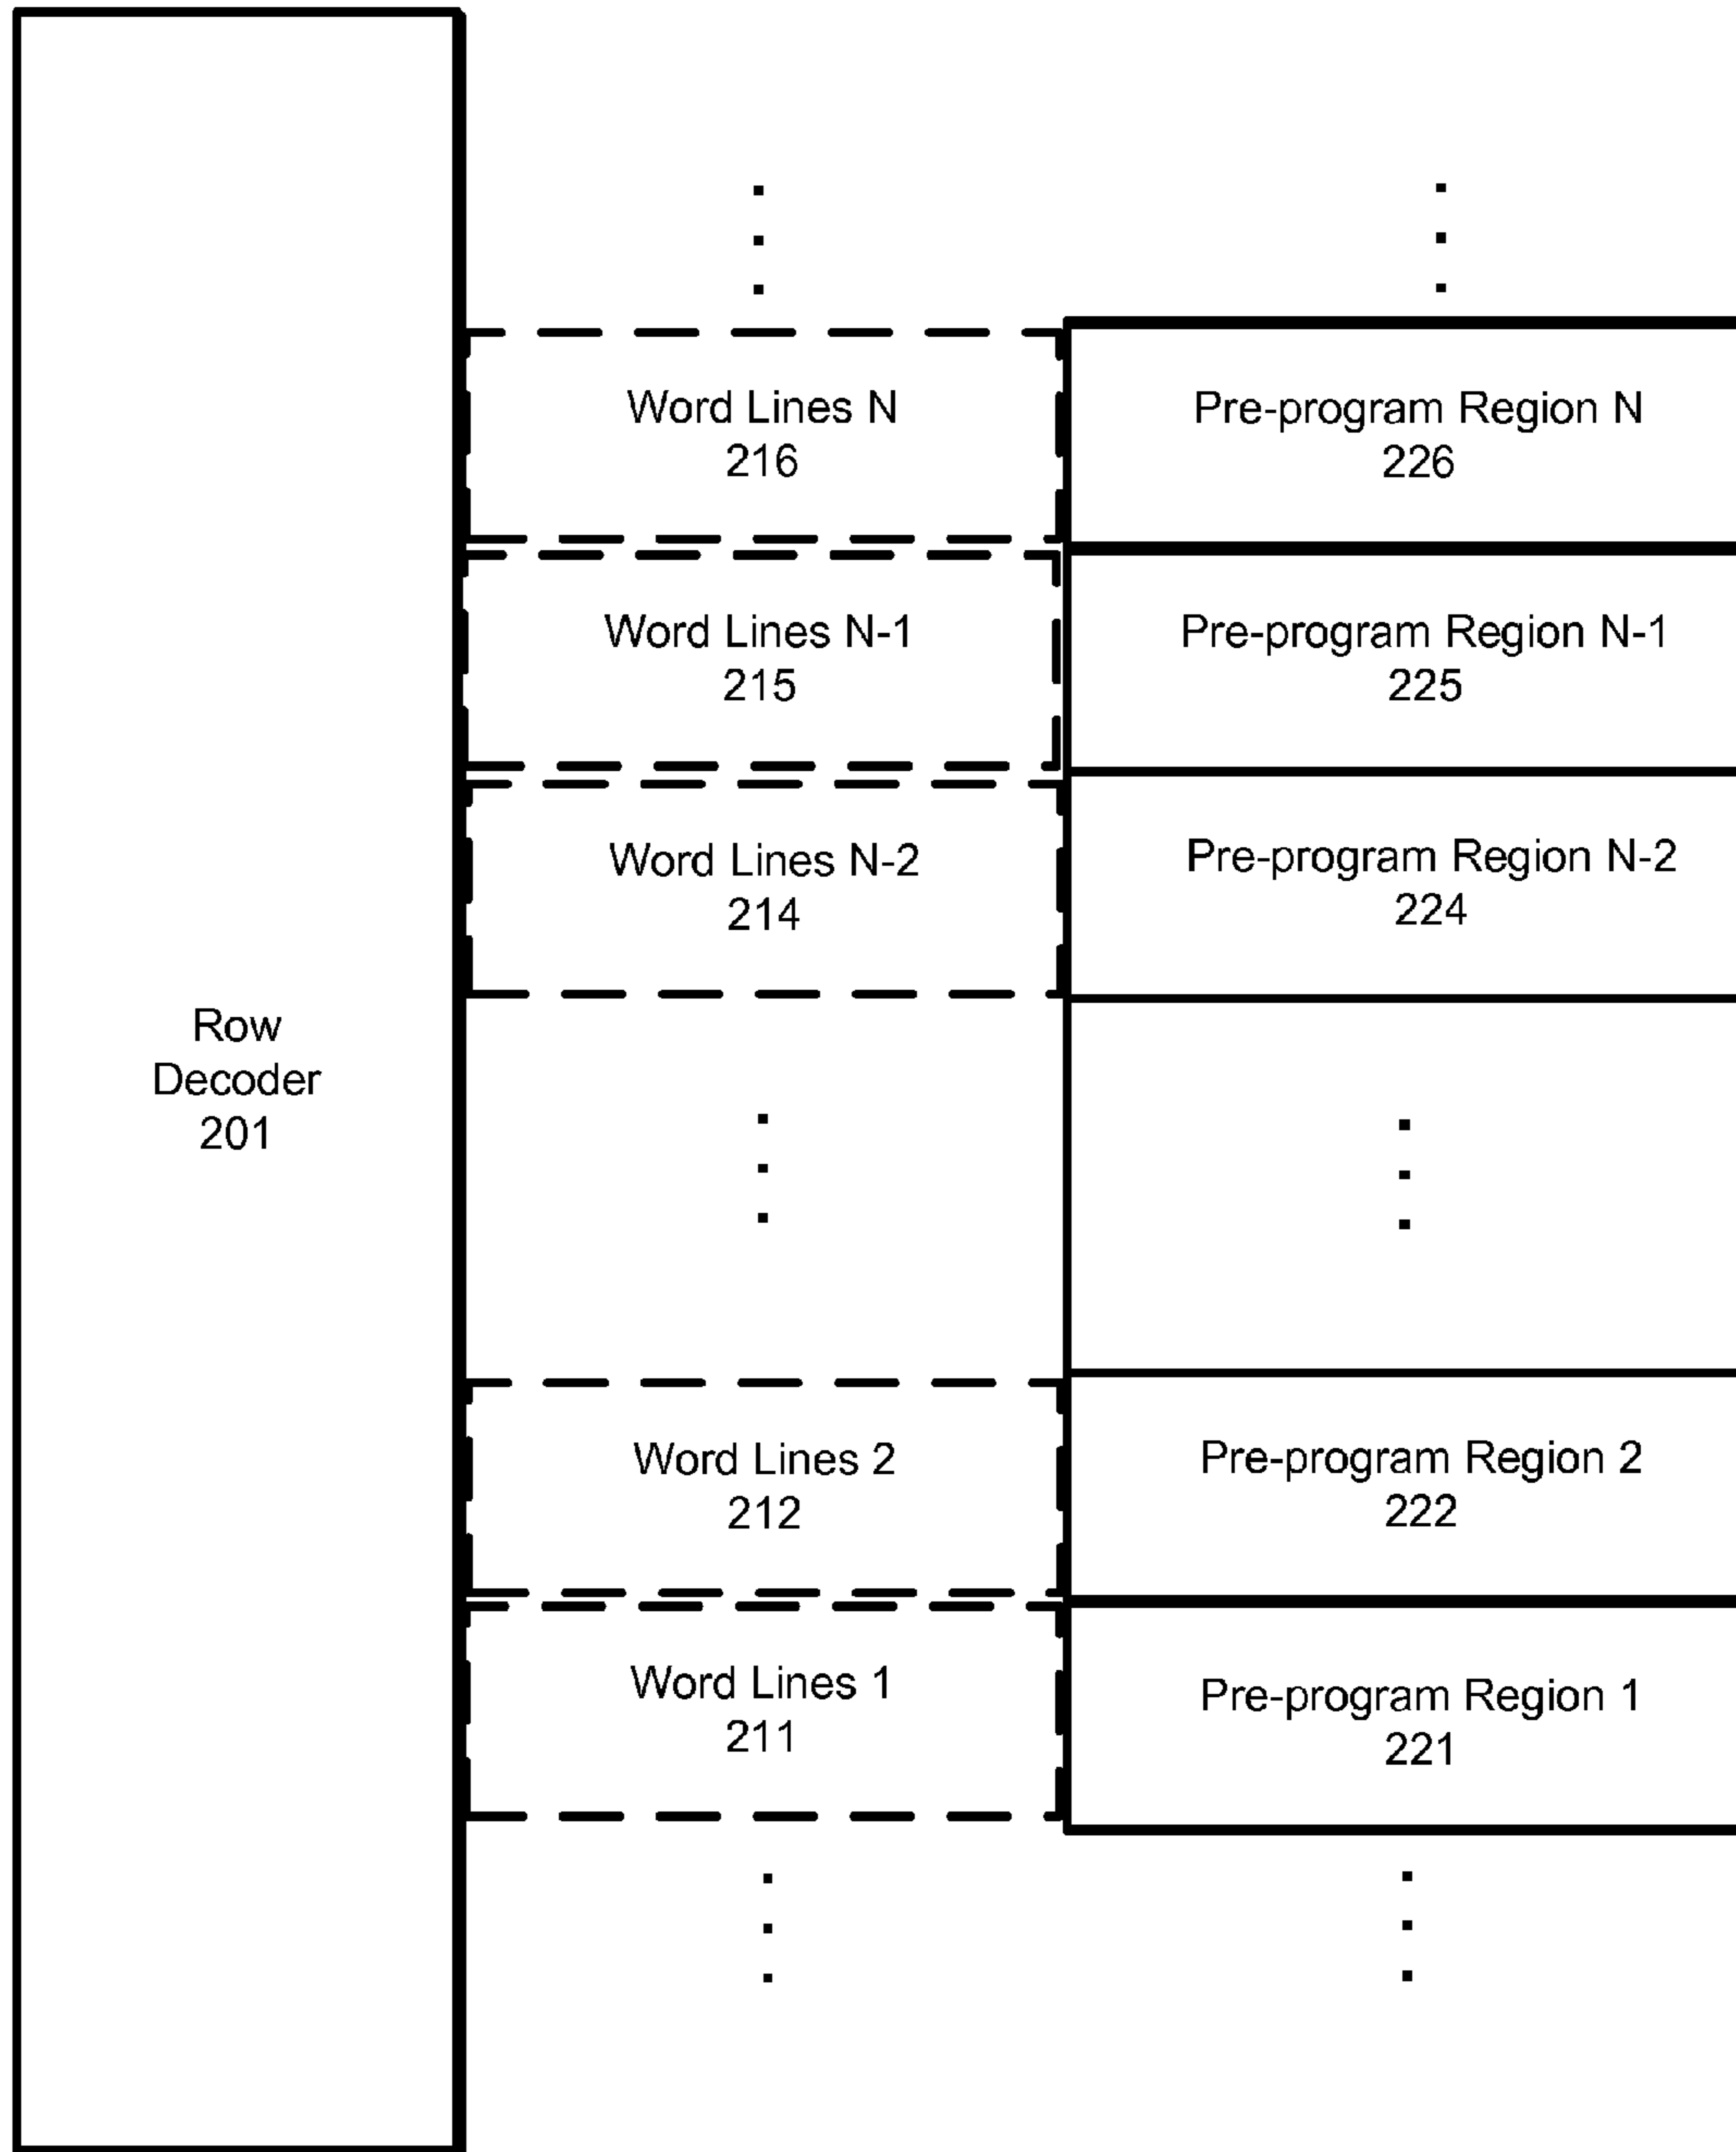 Row
Decoder
201
Word Lines N
216
Pre-program Region N
226
Word Lines N-1
215
Pre-program Region N-1
225
Word Lines N-2
214
Pre-program Region N-2
224
Word Lines 2
212
Pre-program Region 2
222
Word Lines 1
211
Pre-program Region 1
221